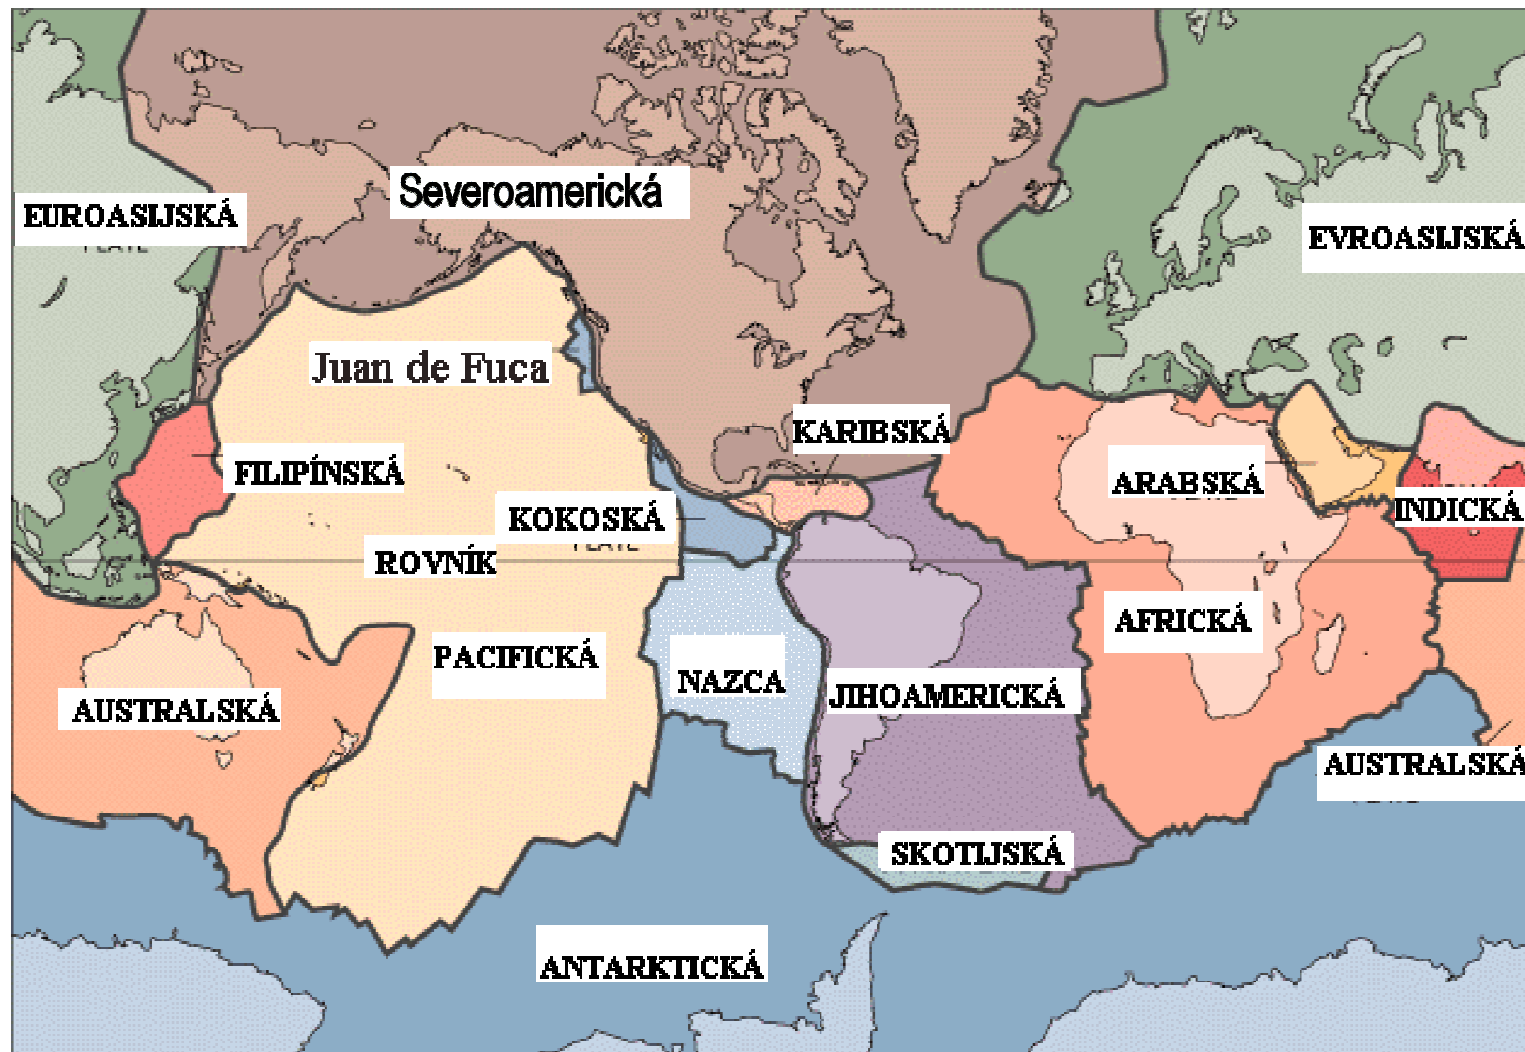 Severoamerická
EUROASIJSKÁ
EVROASIJSKÁ
Juan de Fuca
KARIBSKÁ
FILIPÍNSKÁ
ARABSKÁ
KOKOSKÁ
INDICKÁ
PLATE
ROVNÍK
AFRICKÁ
PACIFICKÁ
NAZCA
JIHOAMERICKÁ
AUSTRALSKÁ
AUSTRALSKÁ
SKOTIJSKÁ
ANTARKTICKÁ